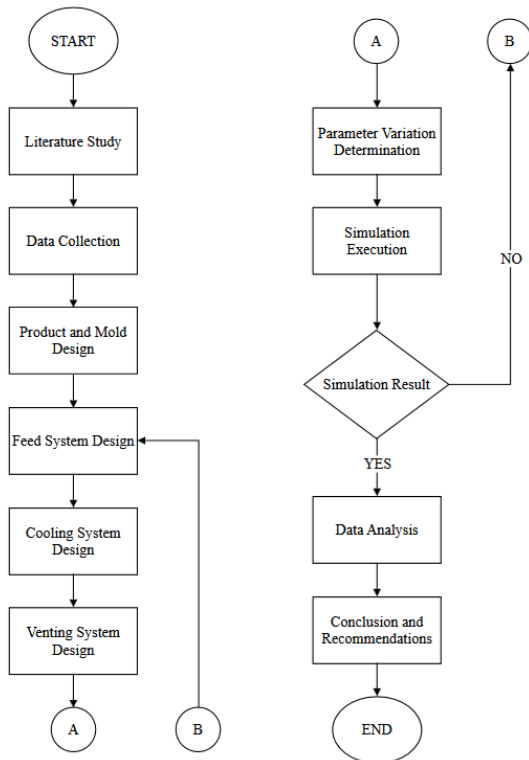 START
Literature Study
Data Collection
Product and Mold
Design
Feed System Design
Cooling System
Design
Venting System
Design
A
B
A
B
Parameter Variation
Determination
Simulation
Execution
NO
Simulation Result
YES
Data Analysis
Conclusion and
Recommendations
END